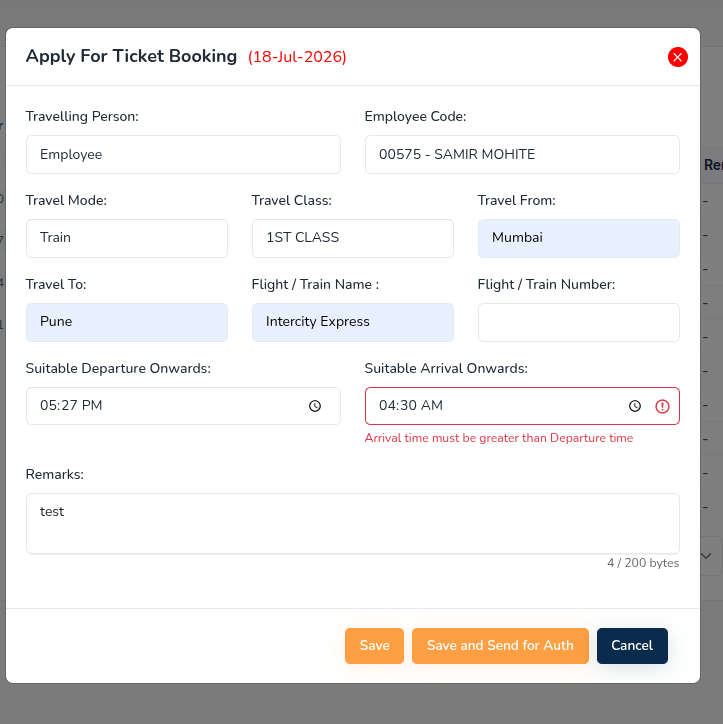 Apply For Ticket Booking (18-Jul-2026)
Travelling Person: Employee Code:
Employee 00575 - SAMIR MOHITE
Travel Mode: Travel Class: Travel From:
Train 1ST CLASS Mumbai
Travel To: Flight / Train Name : Flight / Train Number:
Pune Intercity Express
Suitable Departure Onwards: Suitable Arrival Onwards:
05:27 PM 04:30 AM
Arrival time must be greater than Departure time
Remarks:
test
4 / 200 bytes
Save Save and Send for Auth Cancel